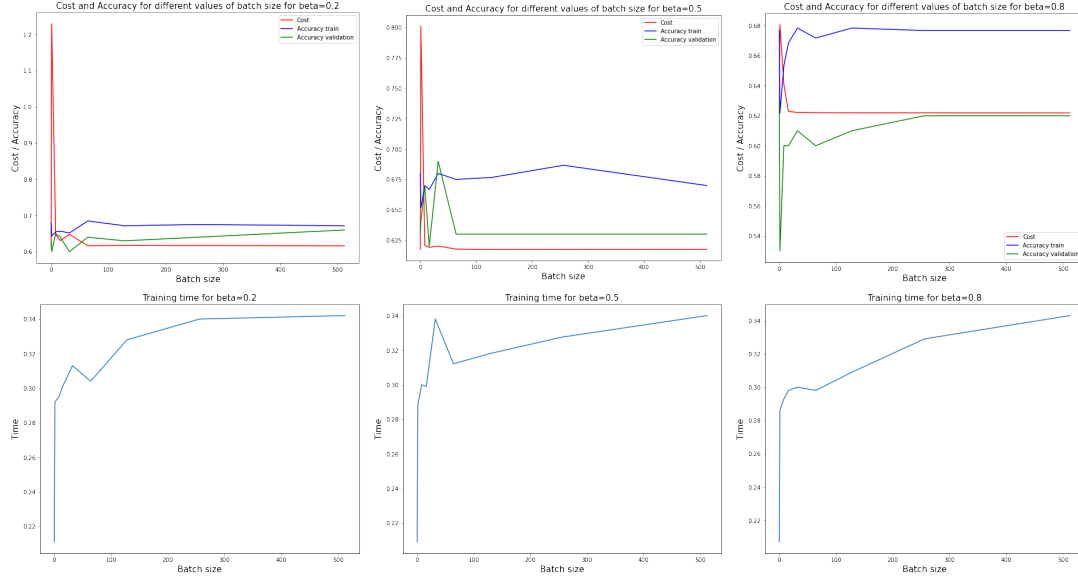 Cost and Accuracy for different values of batch size for beta=0.2
Cost
Accuracy train
Accuracy validation
1.2
1.1
1.0
0.9
0.8
0.7
0.6
Cost / Accuracy
0
100
200
300
400
500
Batch size
Cost and Accuracy for different values of batch size for beta=0.5
Cost
Accuracy train
Accuracy validation
0.800
0.775
0.750
0.725
0.700
0.675
0.650
0.625
Cost / Accuracy
0
100
200
300
400
500
Batch size
Cost and Accuracy for different values of batch size for beta=0.8
0.68
0.66
0.64
0.62
0.60
0.58
0.56
0.54
Cost / Accuracy
Cost
Accuracy train
Accuracy validation
0
100
200
300
400
500
Batch size
Training time for beta=0.2
0.34
0.32
0.30
0.28
0.26
0.24
0.22
Time
0
100
200
300
400
500
Batch size
Training time for beta=0.5
0.34
0.32
0.30
0.28
0.26
0.24
0.22
Time
0
100
200
300
400
500
Batch size
Training time for beta=0.8
0.34
0.32
0.30
0.28
0.26
0.24
0.22
Time
0
100
200
300
400
500
Batch size